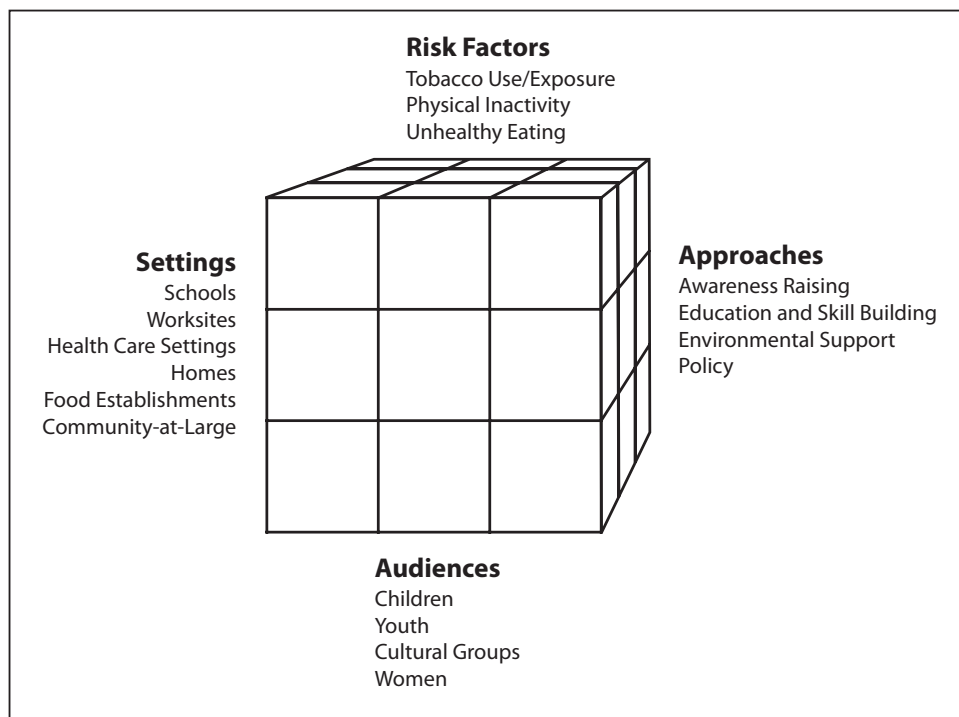 Risk Factors
Tobacco Use/Exposure
Physical Inactivity
Unhealthy Eating
Settings
Schools
Worksites
Health Care Settings
Homes
Food Establishments
Community-at-Large
Approaches
Awareness Raising
Education and Skill Building
Environmental Support
Policy
Audiences
Children
Youth
Cultural Groups
Women